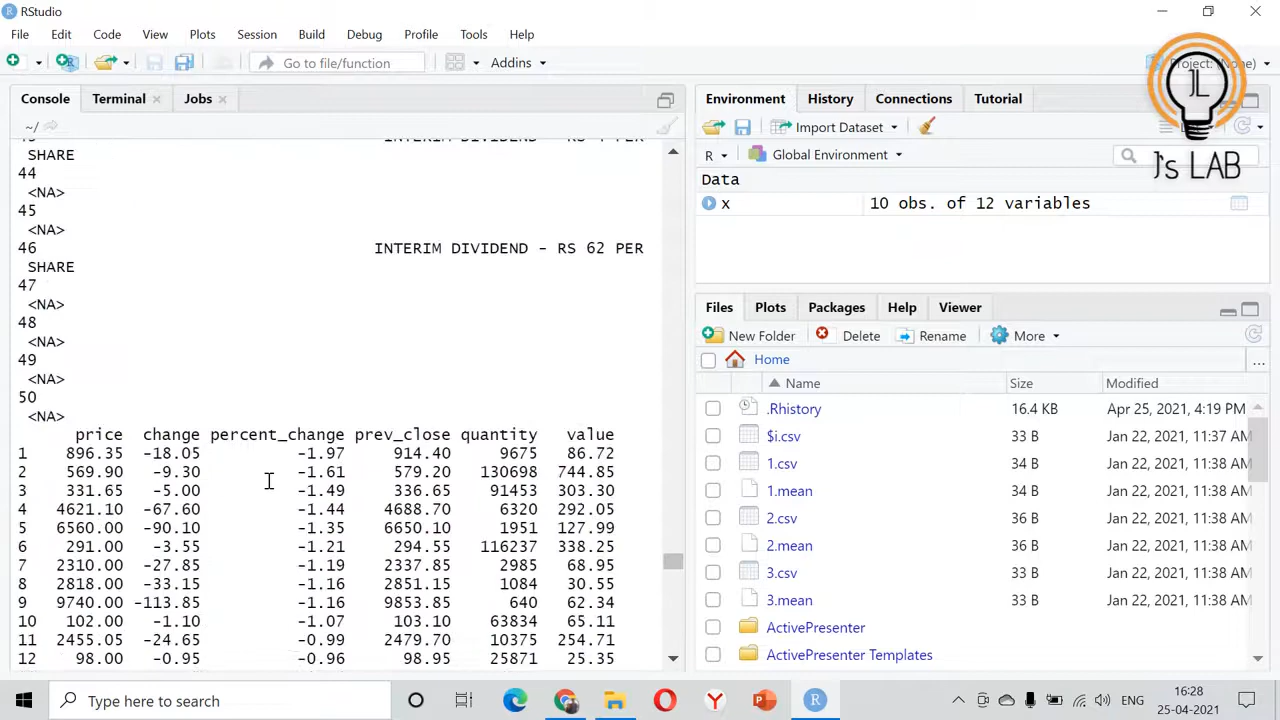 RStudio
File Edit Code View Plots Session Build Debug Profile Tools Help
Go to file/function Addins Project: (None)
Console Terminal Jobs
~/
INTERIM DIVIDEND - RS PER
SHARE
44
<NA>
45
<NA>
46 INTERIM DIVIDEND - RS 62 PER
SHARE
47
<NA>
48
<NA>
49
<NA>
50
<NA>
price change percent_change prev_close quantity value
1 896.35 -18.05 -1.97 914.40 9675 86.72
2 569.90 -9.30 -1.61 579.20 130698 744.85
3 331.65 -5.00 -1.49 336.65 91453 303.30
4 4621.10 -67.60 -1.44 4688.70 6320 292.05
5 6560.00 -90.10 -1.35 6650.10 1951 127.99
6 291.00 -3.55 -1.21 294.55 116237 338.25
7 2310.00 -27.85 -1.19 2337.85 2985 68.95
8 2818.00 -33.15 -1.16 2851.15 1084 30.55
9 9740.00 -113.85 -1.16 9853.85 640 62.34
10 102.00 -1.10 -1.07 103.10 63834 65.11
11 2455.05 -24.65 -0.99 2479.70 10375 254.71
12 98.00 -0.95 -0.96 98.95 25871 25.35
Environment History Connections Tutorial
Import Dataset
R Global Environment
Data
x 10 obs. of 12 variables
JL
J's LAB
Files Plots Packages Help Viewer
New Folder Delete Rename More
Home ...
Name Size Modified
.Rhistory 16.4 KB Apr 25, 2021, 4:19 PM
$i.csv 33 B Jan 22, 2021, 11:37 AM
1.csv 34 B Jan 22, 2021, 11:38 AM
1.mean 34 B Jan 22, 2021, 11:38 AM
2.csv 36 B Jan 22, 2021, 11:38 AM
2.mean 36 B Jan 22, 2021, 11:38 AM
3.csv 33 B Jan 22, 2021, 11:38 AM
3.mean 33 B Jan 22, 2021, 11:38 AM
ActivePresenter
ActivePresenter Templates
Type here to search
ENG
16:28
25-04-2021